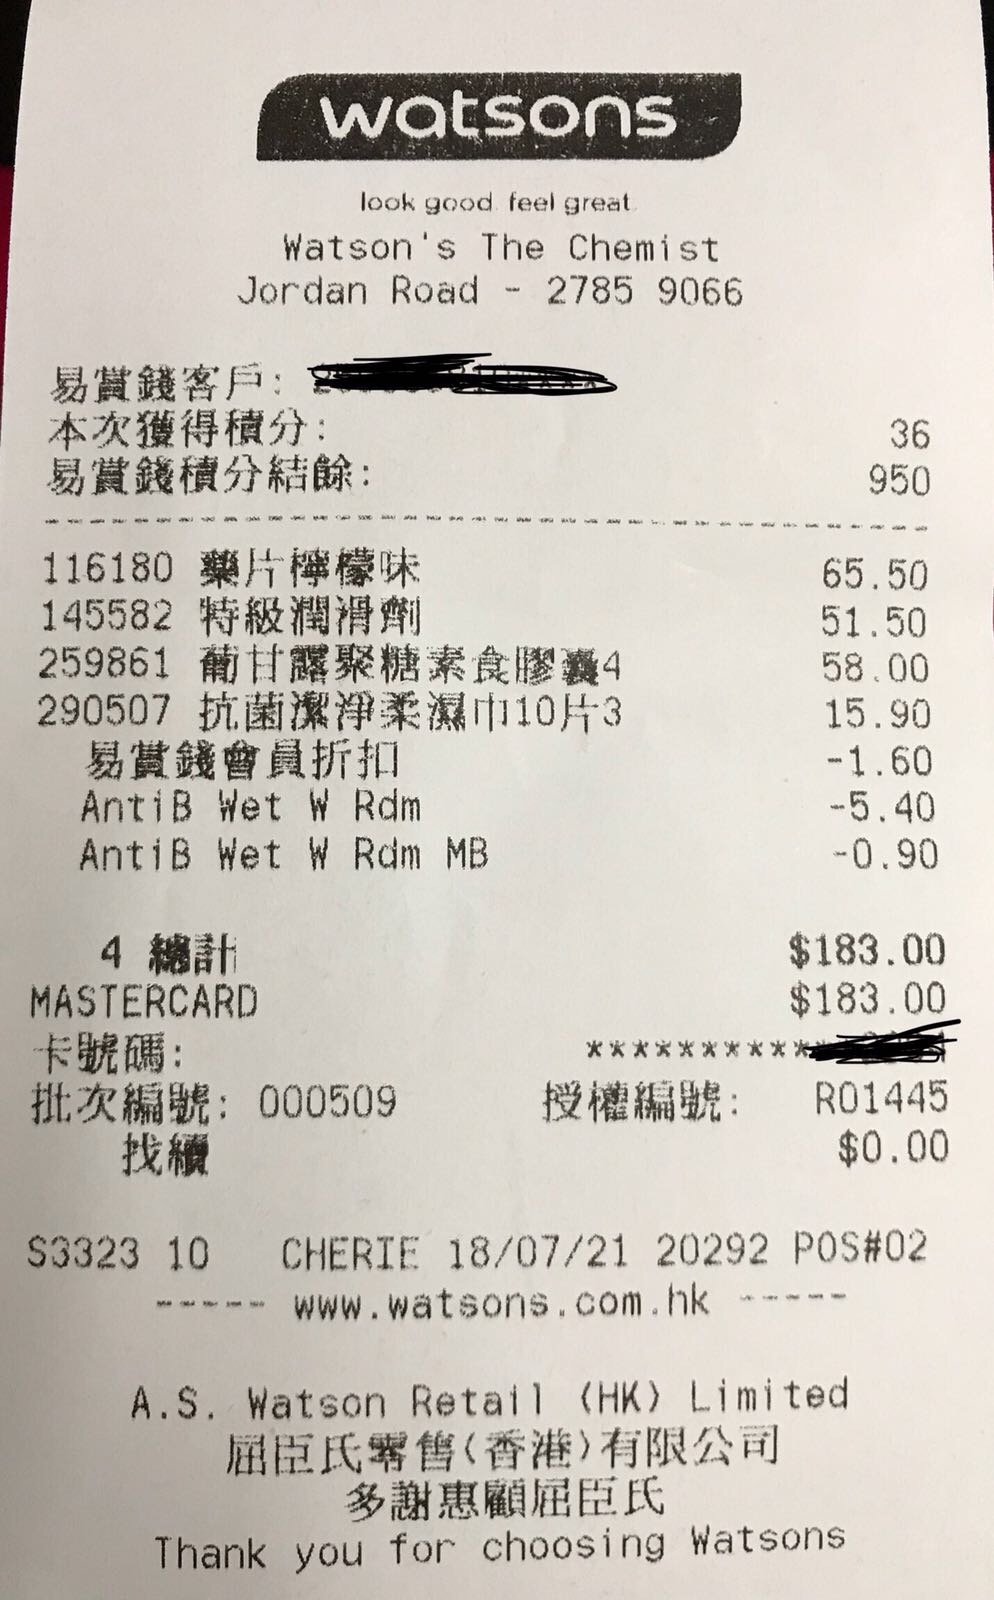 watsons
look good. feel great.
Watson's The Chemist
Jordan Road - 2785 9066
易賞錢客戶:
本次獲得積分: 36
易賞錢積分結餘: 950
116180 藥片檸檬味 65.50
145582 特級潤滑劑 51.50
259861 葡甘露聚糖素食膠囊4 58.00
290507 抗菌潔淨柔濕巾10片3 15.90
易賞錢會員折扣 -1.60
AntiB Wet W Rdm -5.40
AntiB Wet W Rdm MB -0.90
4 總計 $183.00
MASTERCARD $183.00
卡號碼: **********
批次編號: 000509 授權編號: R01445
找續 $0.00
S3323 10 CHERIE 18/07/21 20292 POS#02
----- www.watsons.com.hk -----
A.S. Watson Retail (HK) Limited
屈臣氏零售(香港)有限公司
多謝惠顧屈臣氏
Thank you for choosing Watsons